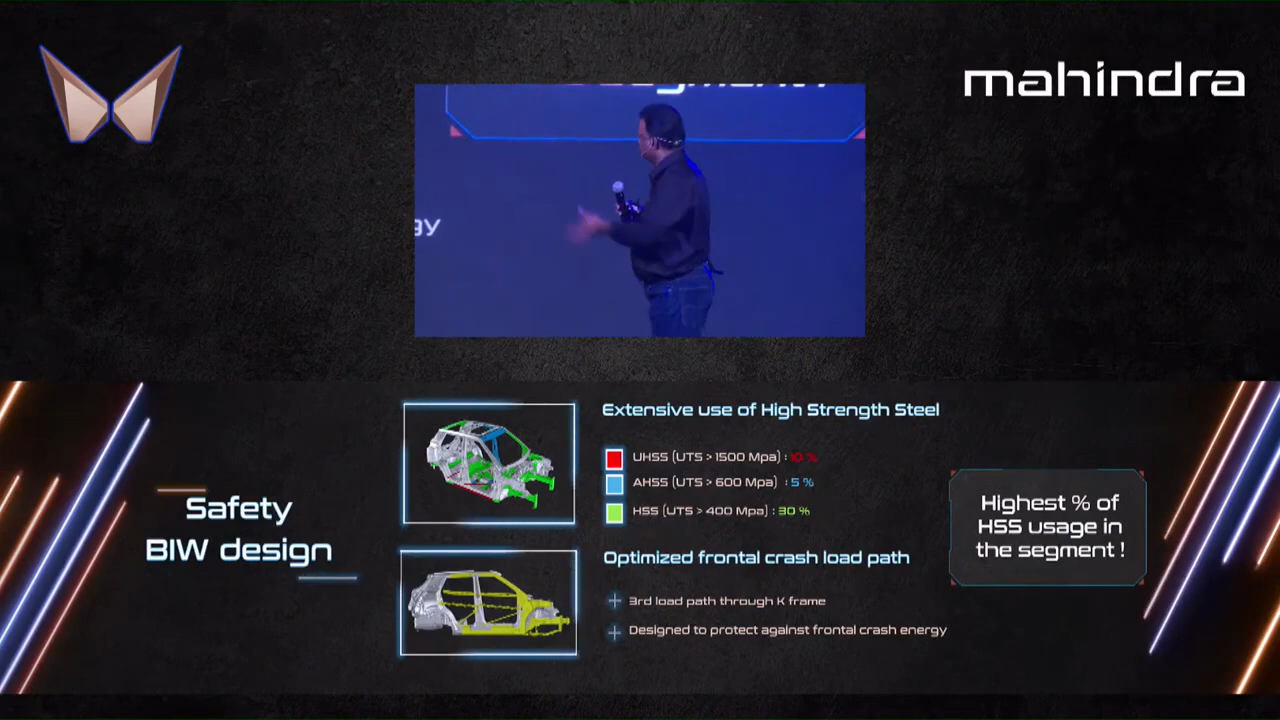 mahindra
gy
Safety
BIW design
Extensive use of High Strength Steel
UHSS (UTS > 1500 Mpa) : 10 %
AHSS (UTS > 600 Mpa) : 5 %
HSS (UTS > 400 Mpa) : 30 %
Optimized frontal crash load path
3rd load path through K frame
Designed to protect against frontal crash energy
Highest % of
HSS usage in
the segment !